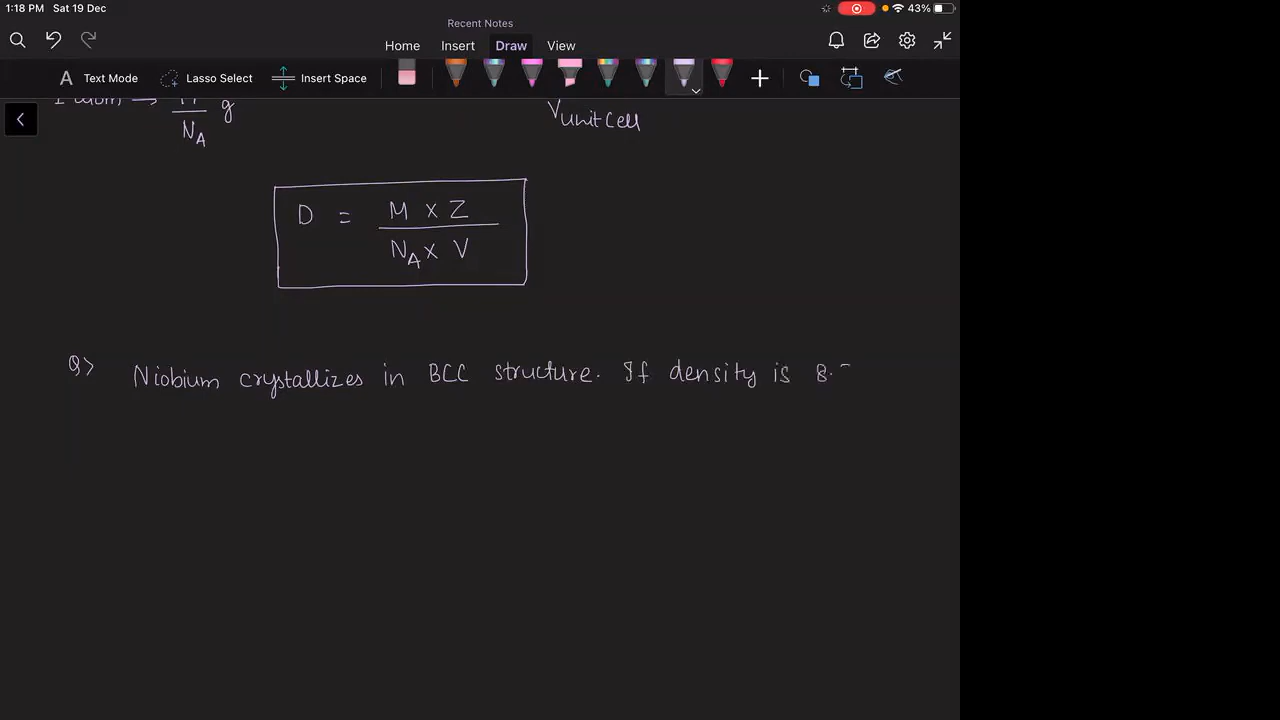 1:18 PM Sat 19 Dec 43%
Recent Notes
Home Insert Draw View
Text Mode Lasso Select Insert Space
g
N_A
V unit cell
D = M × Z
N_A × V
Q> Niobium crystallizes in BCC structure. If density is 8.